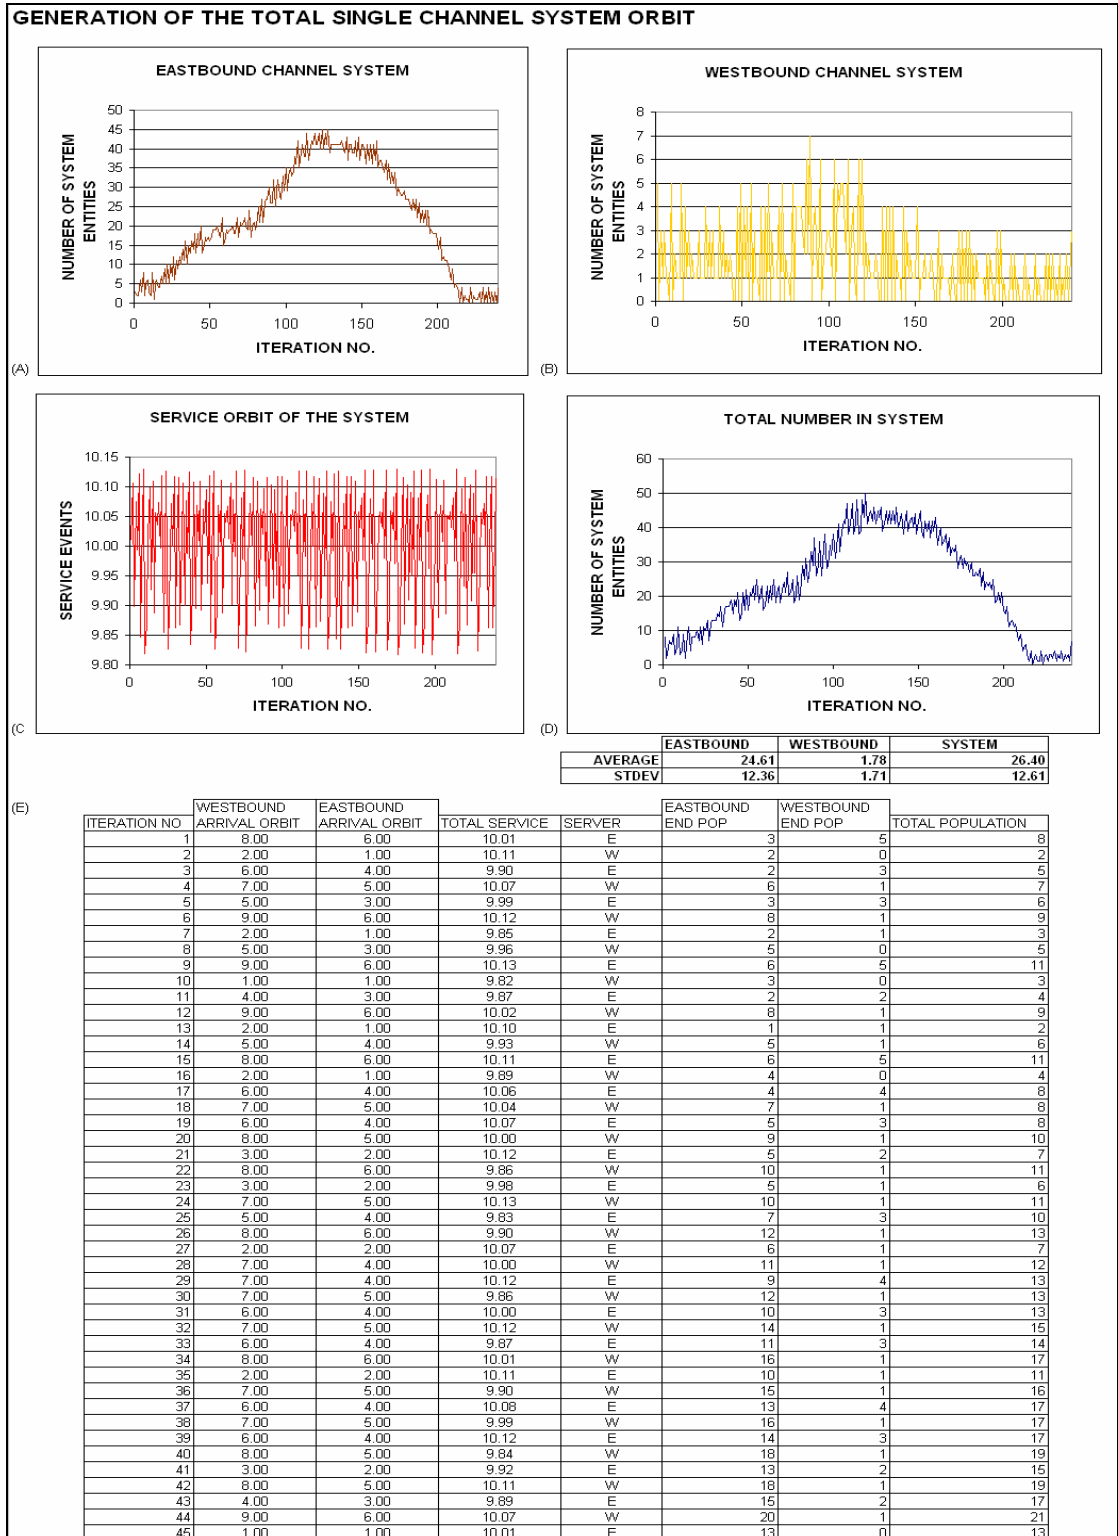 GENERATION OF THE TOTAL SINGLE CHANNEL SYSTEM ORBIT
EASTBOUND CHANNEL SYSTEM
NUMBER OF SYSTEM
ENTITIES
50
45
40
35
30
25
20
15
10
5
0
0 50 100 150 200
ITERATION NO.
(A)
WESTBOUND CHANNEL SYSTEM
NUMBER OF SYSTEM
ENTITIES
8
7
6
5
4
3
2
1
0
0 50 100 150 200
ITERATION NO.
(B)
SERVICE ORBIT OF THE SYSTEM
SERVICE EVENTS
10.15
10.10
10.05
10.00
9.95
9.90
9.85
9.80
0 50 100 150 200
ITERATION NO.
(C
TOTAL NUMBER IN SYSTEM
NUMBER OF SYSTEM
ENTITIES
60
50
40
30
20
10
0
0 50 100 150 200
ITERATION NO.
(D)
EASTBOUND WESTBOUND SYSTEM
AVERAGE 24.61 1.78 26.40
STDEV 12.36 1.71 12.61
(E)
WESTBOUND EASTBOUND EASTBOUND WESTBOUND
ITERATION NO ARRIVAL ORBIT ARRIVAL ORBIT TOTAL SERVICE SERVER END POP END POP TOTAL POPULATION
1 8.00 6.00 10.01 E 3 5 8
2 2.00 1.00 10.11 W 2 0 2
3 6.00 4.00 9.90 E 2 3 5
4 7.00 5.00 10.07 W 6 1 7
5 5.00 3.00 9.99 E 3 3 6
6 9.00 6.00 10.12 W 8 1 9
7 2.00 1.00 9.85 E 2 1 3
8 5.00 3.00 9.96 W 5 0 5
9 9.00 6.00 10.13 E 6 5 11
10 1.00 1.00 9.82 W 3 0 3
11 4.00 3.00 9.87 E 2 2 4
12 9.00 6.00 10.02 W 8 1 9
13 2.00 1.00 10.10 E 1 1 2
14 5.00 4.00 9.93 W 5 1 6
15 8.00 6.00 10.11 E 6 5 11
16 2.00 1.00 9.89 W 4 0 4
17 6.00 4.00 10.06 E 4 4 8
18 7.00 5.00 10.04 W 7 1 8
19 6.00 4.00 10.07 E 5 3 8
20 8.00 5.00 10.00 W 9 1 10
21 3.00 2.00 10.12 E 5 2 7
22 8.00 6.00 9.86 W 10 1 11
23 3.00 2.00 9.98 E 5 1 6
24 7.00 5.00 10.13 W 10 1 11
25 5.00 4.00 9.83 E 7 3 10
26 8.00 6.00 9.90 W 12 1 13
27 2.00 2.00 10.07 E 6 1 7
28 7.00 4.00 10.00 W 11 1 12
29 7.00 4.00 10.12 E 9 4 13
30 7.00 5.00 9.86 W 12 1 13
31 6.00 4.00 10.00 E 10 3 13
32 7.00 5.00 10.12 W 14 1 15
33 6.00 4.00 9.87 E 11 3 14
34 8.00 6.00 10.01 W 16 1 17
35 2.00 2.00 10.11 E 10 1 11
36 7.00 5.00 9.90 W 15 1 16
37 6.00 4.00 10.08 E 13 4 17
38 7.00 5.00 9.99 W 16 1 17
39 6.00 4.00 10.12 E 14 3 17
40 8.00 5.00 9.84 W 18 1 19
41 3.00 2.00 9.92 E 13 2 15
42 8.00 5.00 10.11 W 18 1 19
43 4.00 3.00 9.89 E 15 2 17
44 9.00 6.00 10.07 W 20 1 21
45 1.00 1.00 10.01 E 13 0 13